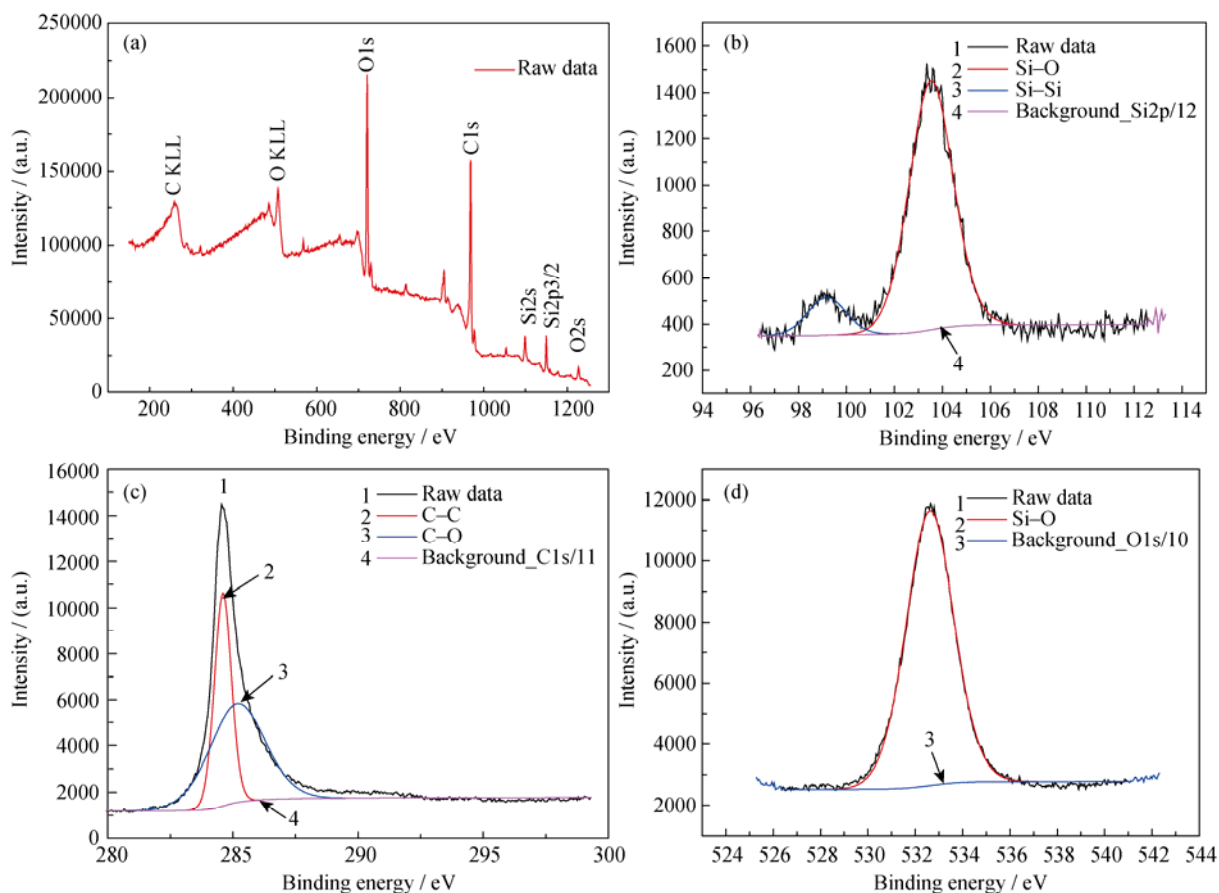 (a)
Raw data
C KLL
O KLL
O1s
C1s
Si2s
Si2p3/2
O2s
250000
200000
150000
100000
50000
0
200 400 600 800 1000 1200
Intensity / (a.u.)
Binding energy / eV
(b)
1 Raw data
2 Si–O
3 Si–Si
4 Background_Si2p/12
4
1400
1200
1000
800
600
400
200
94 96 98 100 102 104 106 108 110 112 114
Intensity / (a.u.)
Binding energy / eV
(c)
1
1 Raw data
2 C–C
3 C–O
4 Background_C1s/11
2
3
4
16000
14000
12000
10000
8000
6000
4000
2000
0
280 285 290 295 300
Intensity / (a.u.)
Binding energy / eV
(d)
1 Raw data
2 Si–O
3 Background_O1s/10
3
12000
10000
8000
6000
4000
2000
524 526 528 530 532 534 536 538 540 542 544
Intensity / (a.u.)
Binding energy / eV